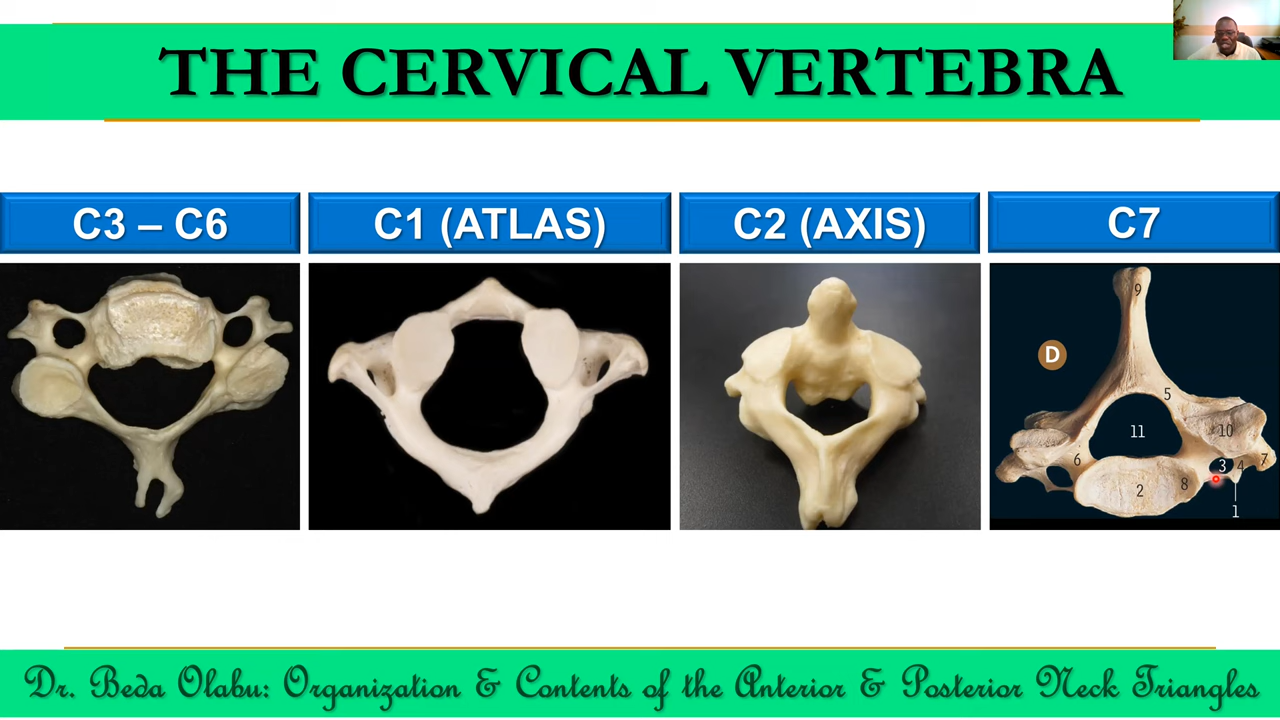 THE CERVICAL VERTEBRA
C3 – C6
C1 (ATLAS)
C2 (AXIS)
C7
9
D
5
11
10
6
3
4
7
2
8
1
Dr. Beda Olabu: Organization & Contents of the Anterior & Posterior Neck Triangles